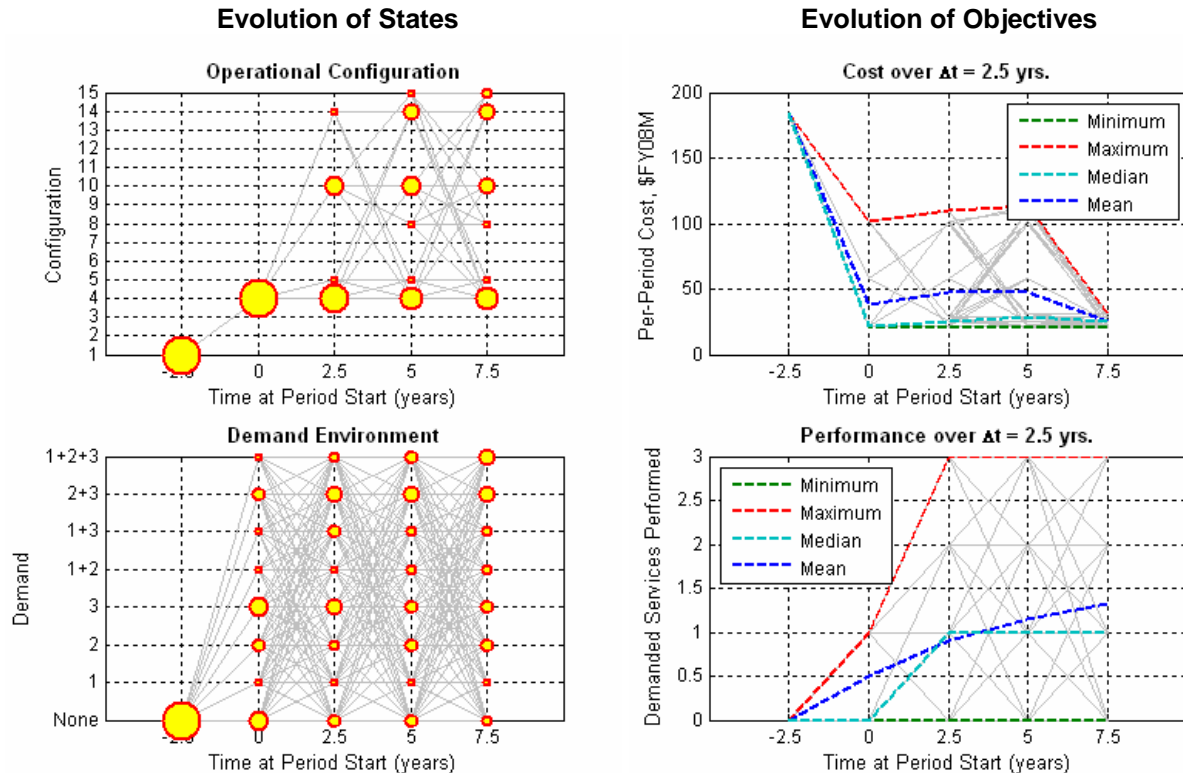 Evolution of States
Evolution of Objectives
Operational Configuration
15
14
13
12
11
10
9
8
7
6
5
4
3
2
1
Configuration
-2.5
0
2.5
5
7.5
Time at Period Start (years)
Cost over Δt = 2.5 yrs.
200
150
100
50
0
Per-Period Cost, $FY08M
Minimum
Maximum
Median
Mean
-2.5
0
2.5
5
7.5
Time at Period Start (years)
Demand Environment
1+2+3
2+3
1+3
1+2
3
2
1
None
Demand
-2.5
0
2.5
5
7.5
Time at Period Start (years)
Performance over Δt = 2.5 yrs.
3
2.5
2
1.5
1
0.5
0
Demanded Services Performed
Minimum
Maximum
Median
Mean
-2.5
0
2.5
5
7.5
Time at Period Start (years)